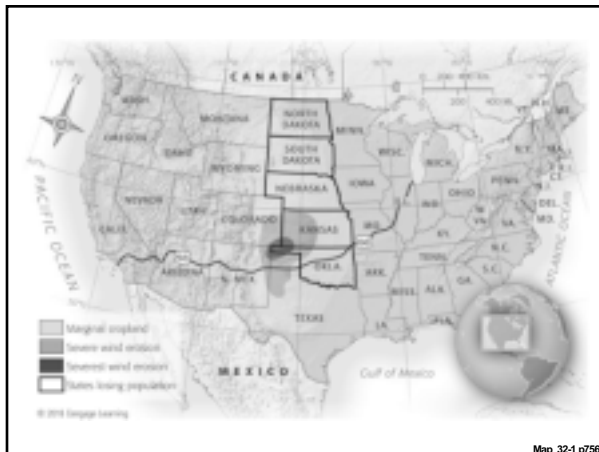 CANADA
N
WASH.
MONTANA
NORTH
DAKOTA
MINN.
OREGON
IDAHO
SOUTH
DAKOTA
WIS.
MICH.
N.Y.
WYOMING
NEBRASKA
IOWA
PENN.
NEVADA
UTAH
COLORADO
KANSAS
MO.
IND.
OHIO
W.
VA.
VA.
DEL.
MD.
CALIF.
KY.
ARIZONA
N. MEX.
OKLA.
ARK.
TENN.
N.C.
S.C.
TEXAS
MISS.
ALA.
GA.
LA.
FLA.
PACIFIC OCEAN
ATLANTIC OCEAN
Gulf of Mexico
MEXICO
Marginal cropland
Severe wind erosion
Severest wind erosion
States losing population
© 2016 Cengage Learning
Map 32-1 p756